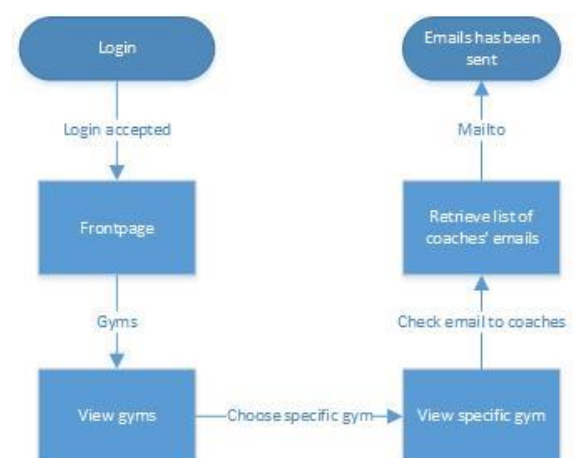 Login
Login accepted
Frontpage
Gyms
View gyms
Choose specific gym
View specific gym
Check email to coaches
Retrieve list of
coaches' emails
Mailto
Emails has been
sent